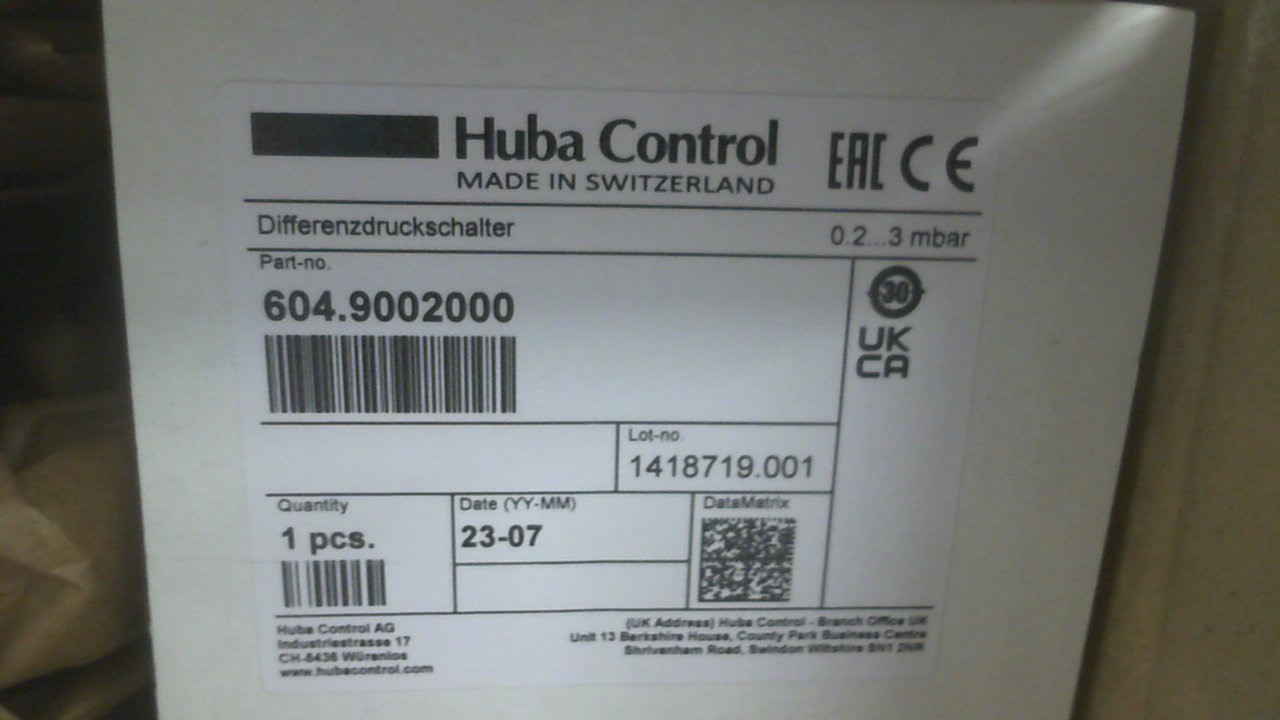 Huba Control
MADE IN SWITZERLAND
EAC CE
Differenzdruckschalter
0.2...3 mbar
Part-no.
604.9002000
30
UK
CA
Lot-no.
1418719.001
Quantity
1 pcs.
Date (YY-MM)
23-07
DataMatrix
Huba Control AG
Industriestrasse 17
CH-5436 Würenlos
www.hubacontrol.com
(UK Address) Huba Control - Branch Office UK
Unit 13 Berkshire House, County Park Business Centre
Shrivenham Road, Swindon Wiltshire SN1 2NR